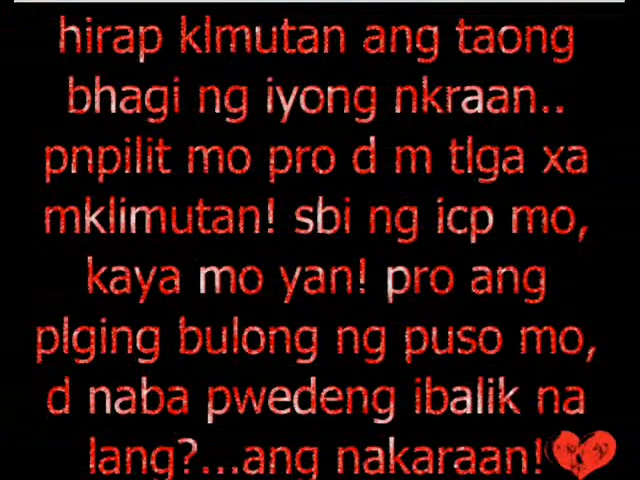 hirap klmutan ang taong
bhagi ng iyong nkraan..
pnpilit mo pro d m tlga xa
mklimutan! sbi ng icp mo,
kaya mo yan! pro ang
plging bulong ng puso mo,
d naba pwedeng ibalik na
lang?...ang nakaraan!